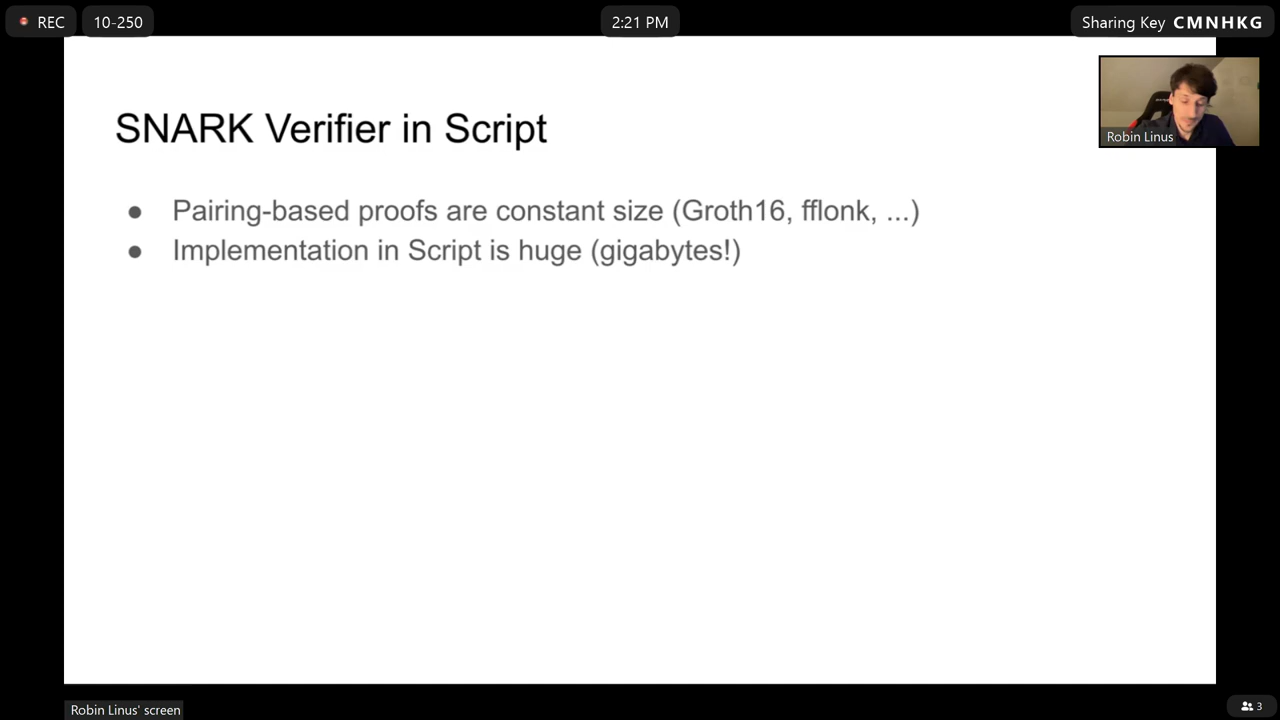 REC
10-250
2:21 PM
Sharing Key CMNHKG
SNARK Verifier in Script
Robin Linus
● Pairing-based proofs are constant size (Groth16, fflonk, ...)
● Implementation in Script is huge (gigabytes!)
Robin Linus' screen
3